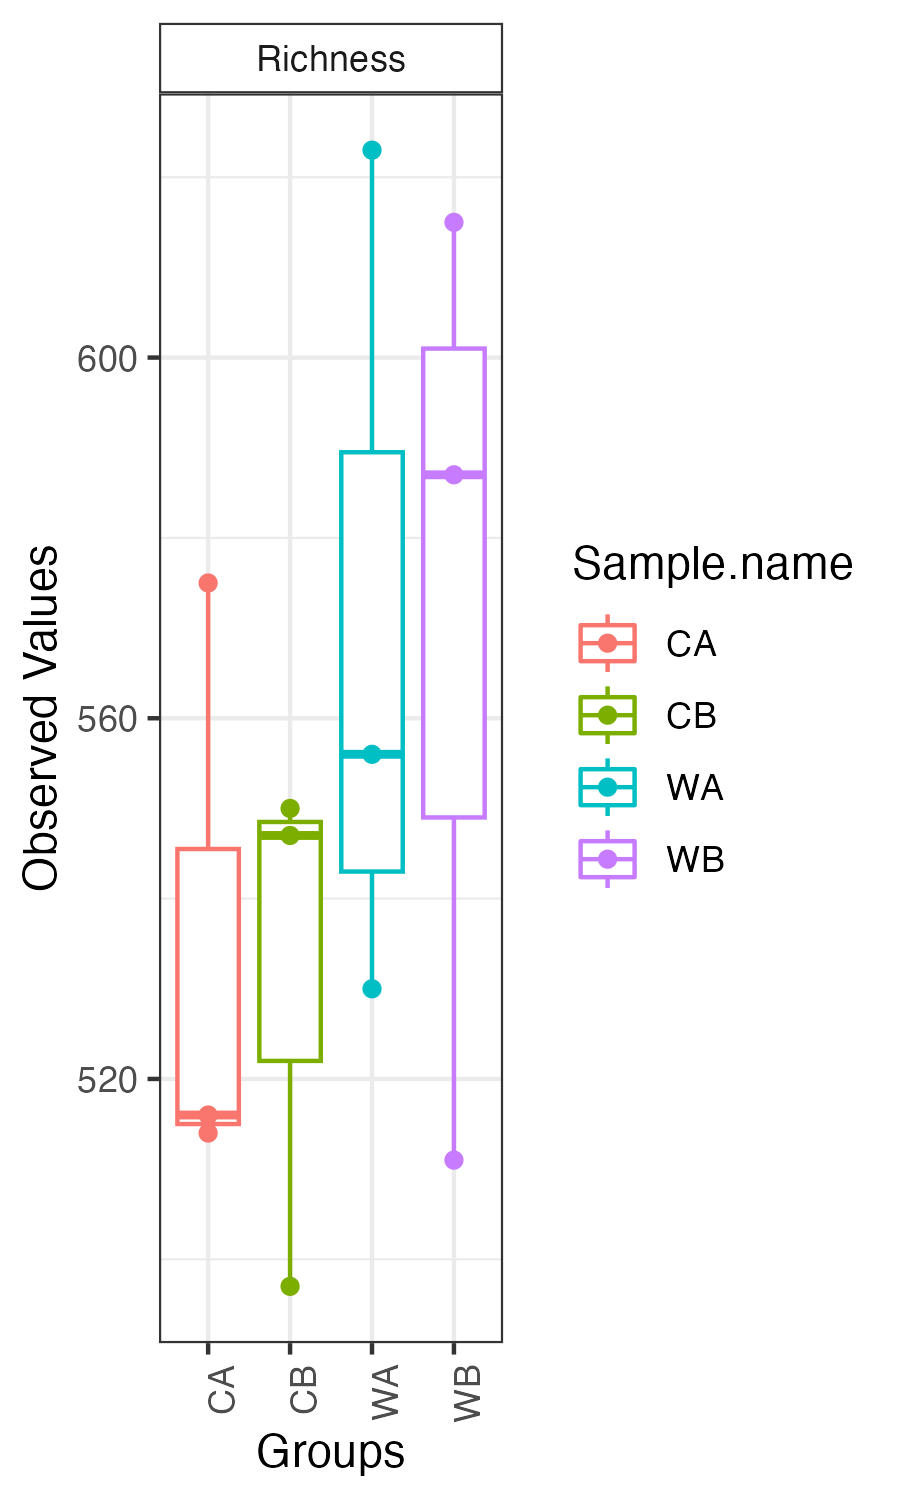 Richness
Observed Values
600
560
520
CA
CB
WA
WB
Groups
Sample.name
CA
CB
WA
WB